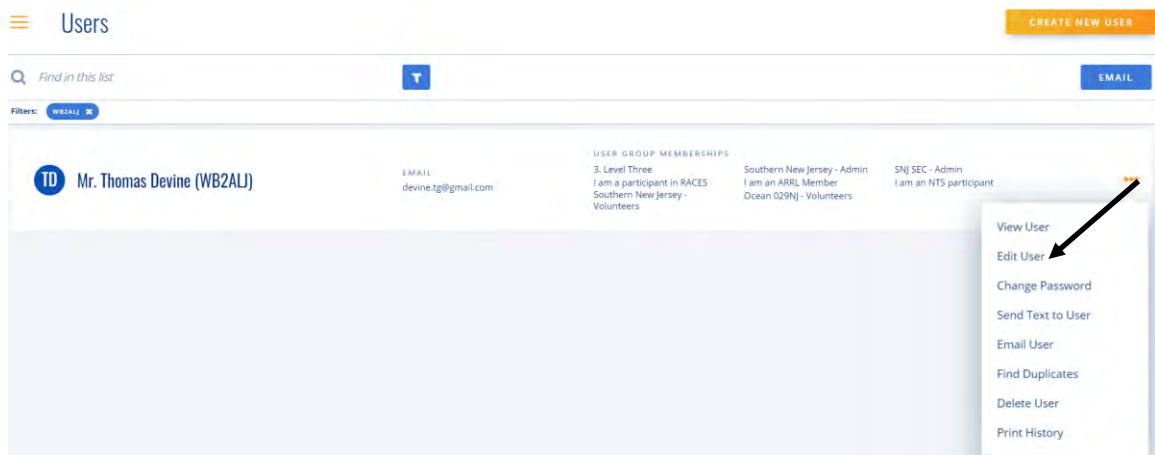 Users
CREATE NEW USER
Find in this list
EMAIL
Filters: WB2ALJ ✖
TD Mr. Thomas Devine (WB2ALJ)
EMAIL
devine.tg@gmail.com
USER GROUP MEMBERSHIPS
3. Level Three
I am a participant in RACES
Southern New Jersey -
Volunteers
Southern New Jersey - Admin
I am an ARRL Member
Ocean 029NJ - Volunteers
SNJ SEC - Admin
I am an NTS participant
View User
Edit User
Change Password
Send Text to User
Email User
Find Duplicates
Delete User
Print History